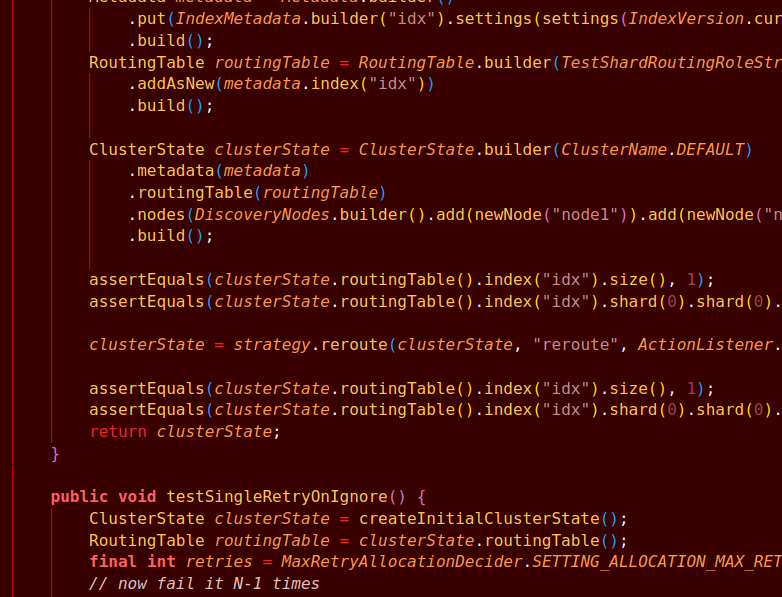 Metadata metadata = Metadata.builder()
.put(IndexMetadata.builder("idx").settings(settings(IndexVersion.cur
.build();
RoutingTable routingTable = RoutingTable.builder(TestShardRoutingRoleStr
.addAsNew(metadata.index("idx"))
.build();
ClusterState clusterState = ClusterState.builder(ClusterName.DEFAULT)
.metadata(metadata)
.routingTable(routingTable)
.nodes(DiscoveryNodes.builder().add(newNode("node1")).add(newNode("n
.build();
assertEquals(clusterState.routingTable().index("idx").size(), 1);
assertEquals(clusterState.routingTable().index("idx").shard(0).shard(0).
clusterState = strategy.reroute(clusterState, "reroute", ActionListener.
assertEquals(clusterState.routingTable().index("idx").size(), 1);
assertEquals(clusterState.routingTable().index("idx").shard(0).shard(0).
return clusterState;
}
public void testSingleRetryOnIgnore() {
ClusterState clusterState = createInitialClusterState();
RoutingTable routingTable = clusterState.routingTable();
final int retries = MaxRetryAllocationDecider.SETTING_ALLOCATION_MAX_RET
// now fail it N-1 times